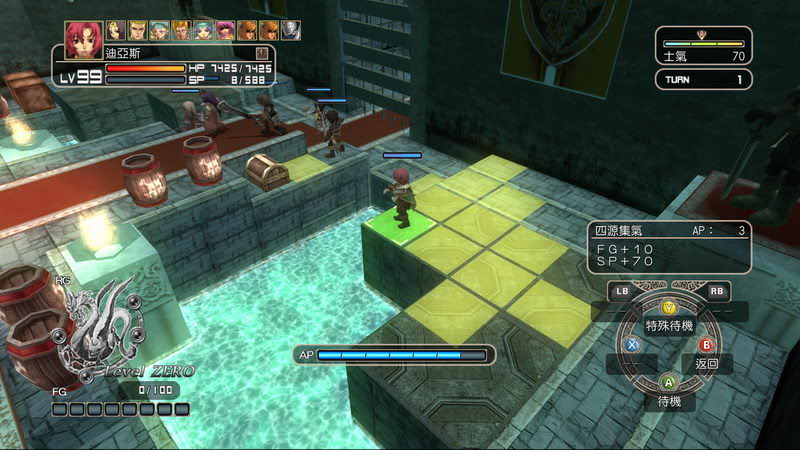 迪亞斯
LV 99 HP 7425/7425
SP 8/588
士氣 70
TURN 1
四源集氣 AP: 3
FG+10
SP+70
LB RB
Y
特殊待機
X B
返回
A
待機
RG
Level ZERO
0/100
FG
AP